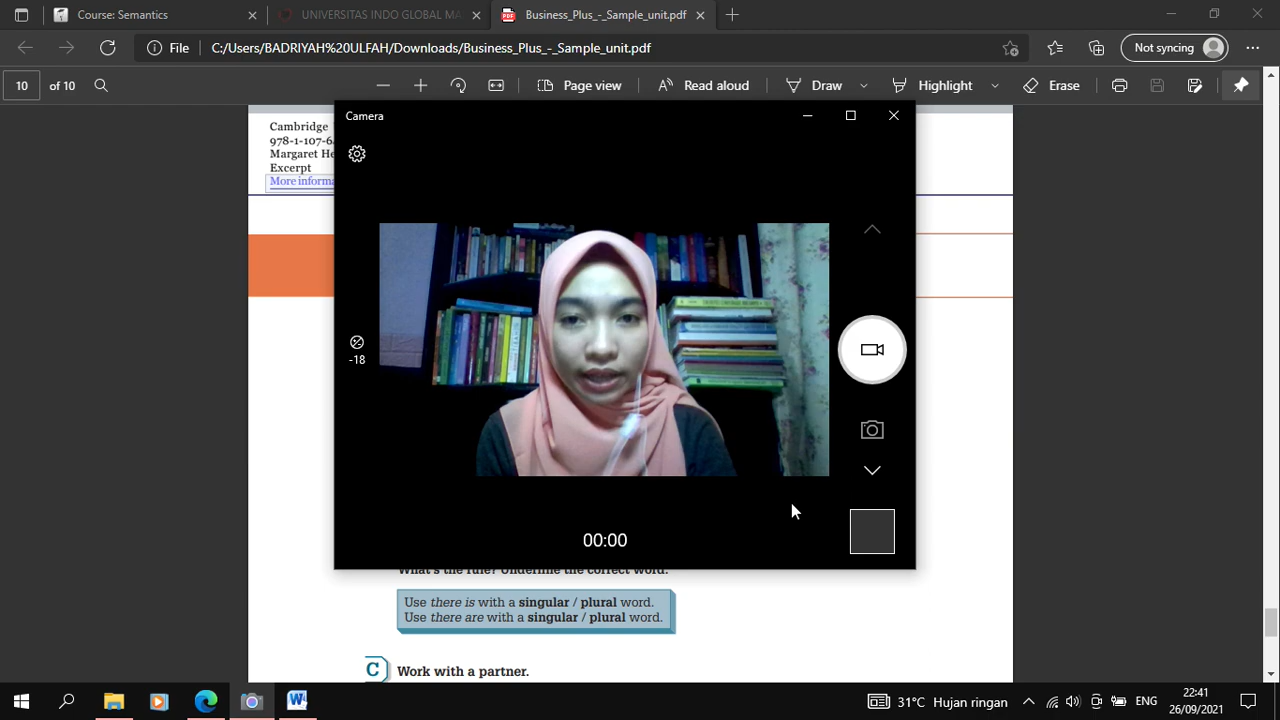 Course: Semantics
UNIVERSITAS INDO GLOBAL MA
Business_Plus_-_Sample_unit.pdf
File
C:/Users/BADRIYAH%20ULFAH/Downloads/Business_Plus_-_Sample_unit.pdf
Not syncing
10 of 10
Page view
Read aloud
Draw
Highlight
Erase
Cambridge
978-1-107-6
Margaret He
Excerpt
More informa
Camera
-18
00:00
What's the rule? Underline the correct word.
Use there is with a singular / plural word.
Use there are with a singular / plural word.
C Work with a partner.
31°C Hujan ringan
ENG
22:41
26/09/2021